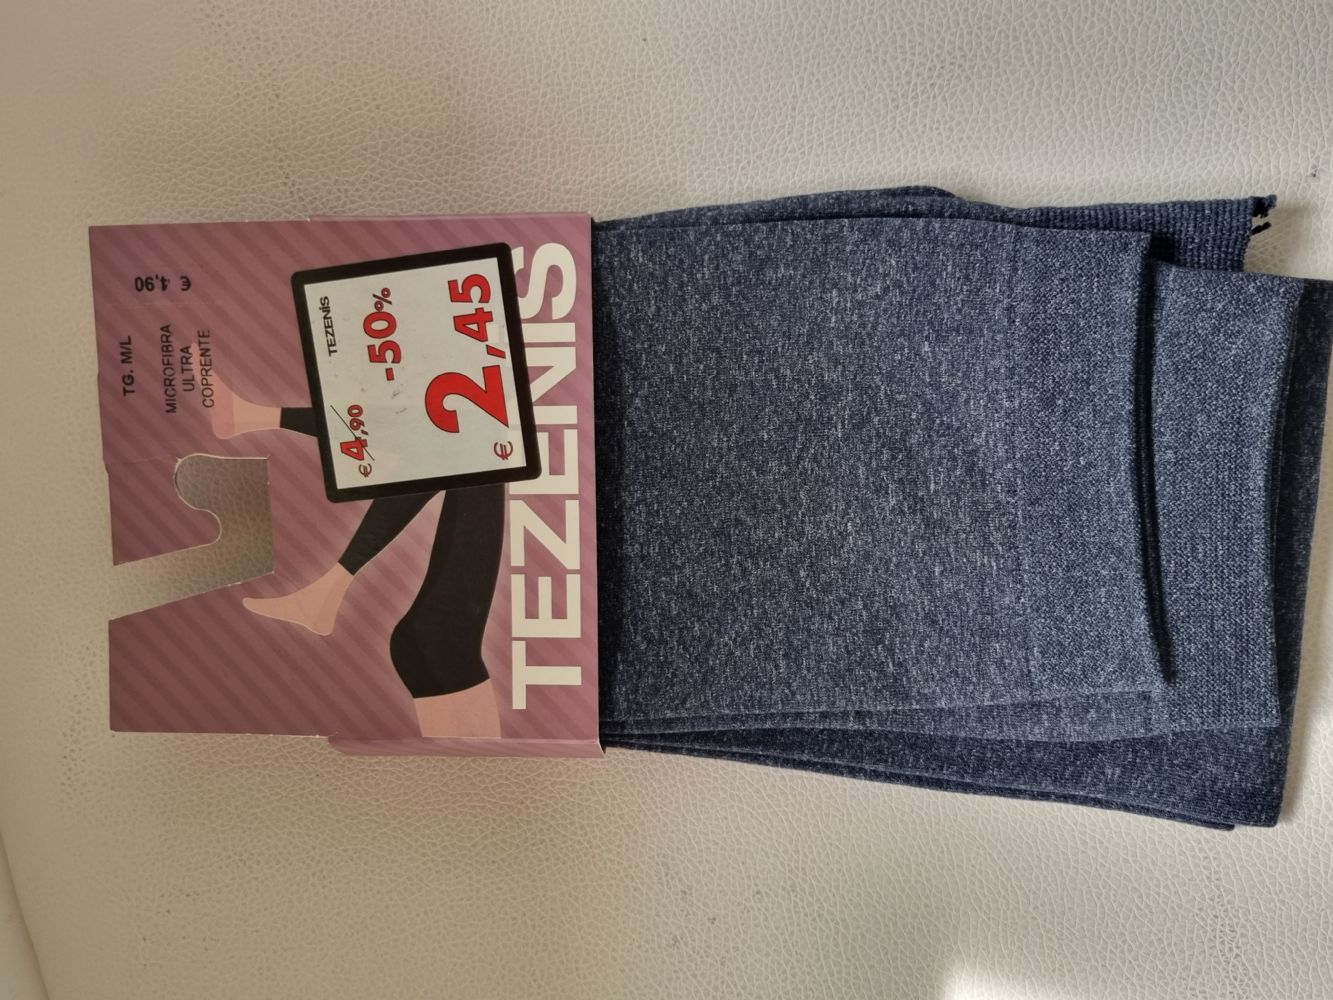 € 4,90
TG. M/L
MICROFIBRA
ULTRA
COPRENTE
TEZENIS
€ 4,90
-50%
€ 2,45
TEZENIS